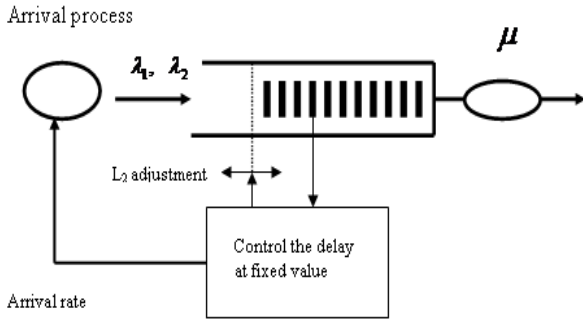 Arrival process
λ₁, λ₂
μ
L₂ adjustment
Control the delay
at fixed value
Arrival rate